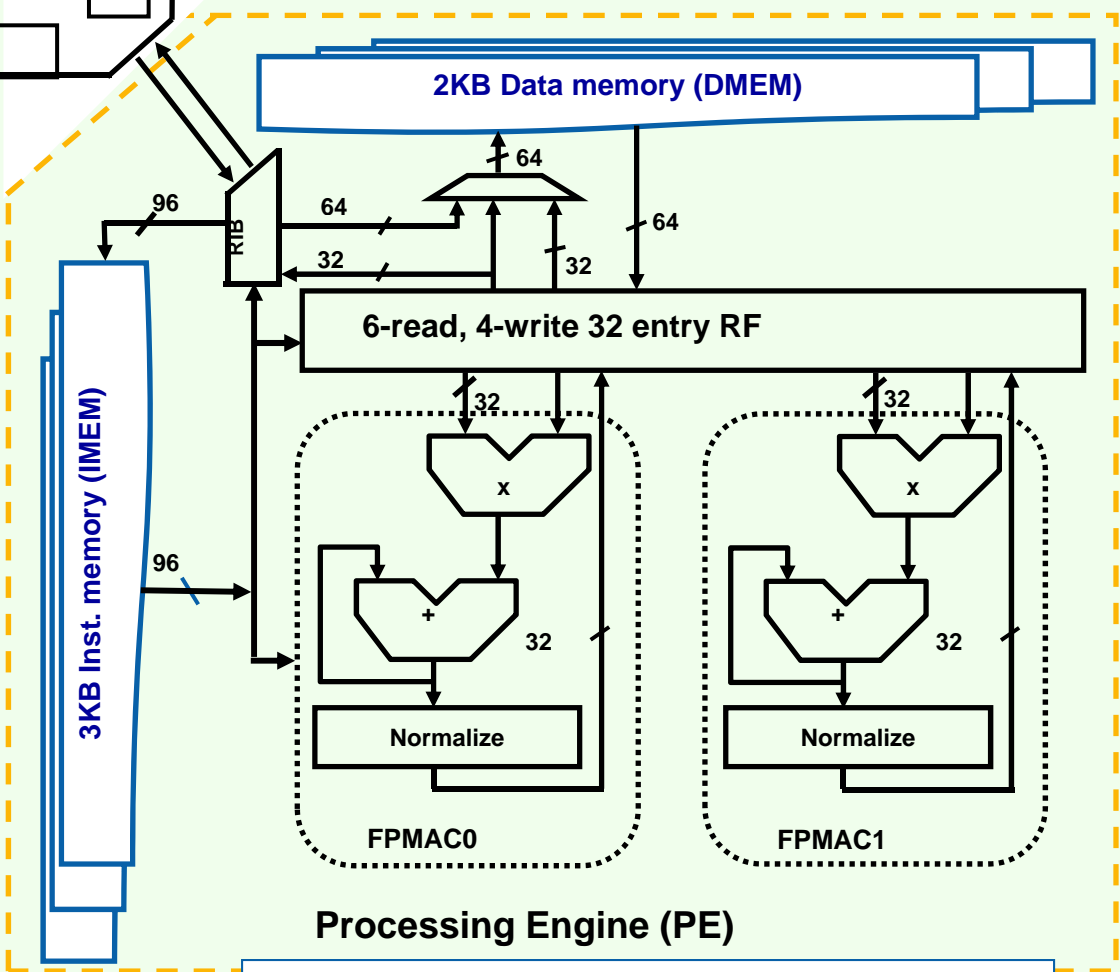 2KB Data memory (DMEM)
64
96
64
64
RIB
32
32
6-read, 4-write 32 entry RF
3KB Inst. memory (IMEM)
32
32
x
x
96
+
+
32
32
Normalize
Normalize
FPMAC0
FPMAC1
Processing Engine (PE)